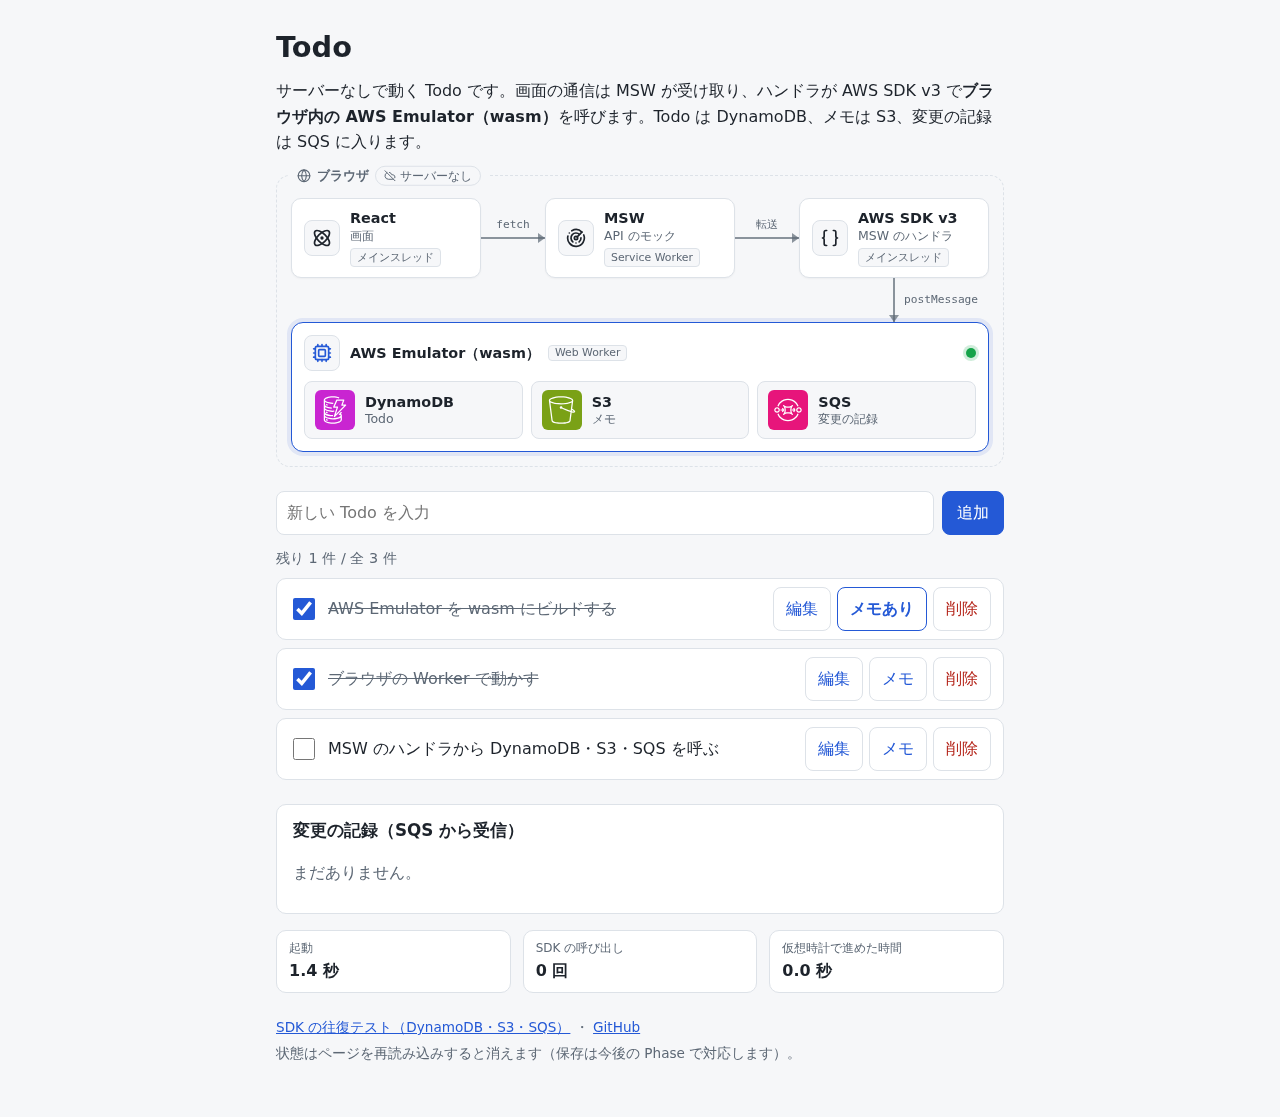 Todo
サーバーなしで動く Todo です。画面の通信は MSW が受け取り、ハンドラが AWS SDK v3 でブラ
ウザ内の AWS Emulator（wasm）を呼びます。Todo は DynamoDB、メモは S3、変更の記録
は SQS に入ります。
ブラウザ サーバーなし
React
画面
メインスレッド
fetch
MSW
API のモック
Service Worker
転送
AWS SDK v3
MSW のハンドラ
メインスレッド
postMessage
AWS Emulator（wasm） Web Worker
DynamoDB
Todo
S3
メモ
SQS
変更の記録
新しい Todo を入力 追加
残り 1 件 / 全 3 件
AWS Emulator を wasm にビルドする 編集 メモあり 削除
ブラウザの Worker で動かす 編集 メモ 削除
MSW のハンドラから DynamoDB・S3・SQS を呼ぶ 編集 メモ 削除
変更の記録（SQS から受信）
まだありません。
起動
1.4 秒
SDK の呼び出し
0 回
仮想時計で進めた時間
0.0 秒
SDK の往復テスト（DynamoDB・S3・SQS） ・ GitHub
状態はページを再読込みすると消えます（保存は今後の Phase で対応します）。